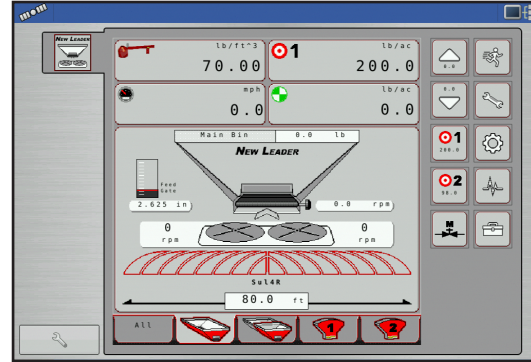 NEW LEADER
lb/ft^3
70.00
1
lb/ac
200.0
mph
0.0
lb/ac
0.0
Main Bin
0.0 lb
NEW LEADER
Feed
Gate
2.625 in
0.0 rpm
0
rpm
0
rpm
Sul4R
80.0 ft
All
1
2
0.0
0.0
1
200.0
2
90.0
M